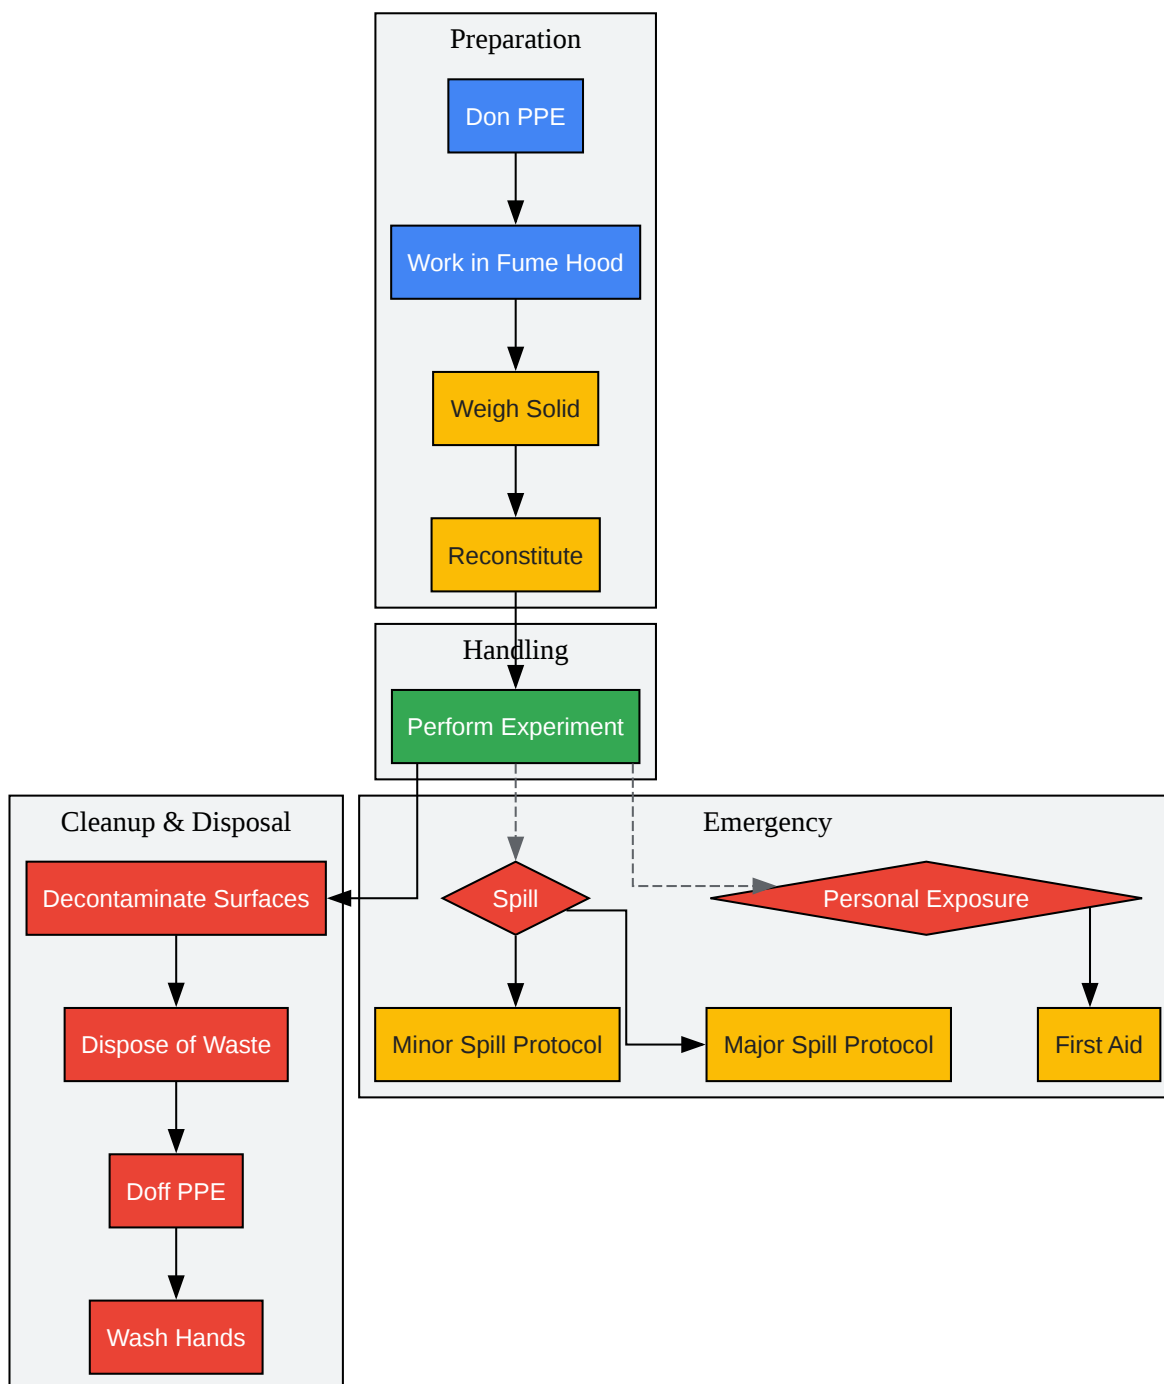 Preparation
Don PPE
Work in Fume Hood
Weigh Solid
Reconstitute
Handling
Perform Experiment
Cleanup & Disposal
Decontaminate Surfaces
Dispose of Waste
Doff PPE
Wash Hands
Emergency
Spill
Personal Exposure
Minor Spill Protocol
Major Spill Protocol
First Aid